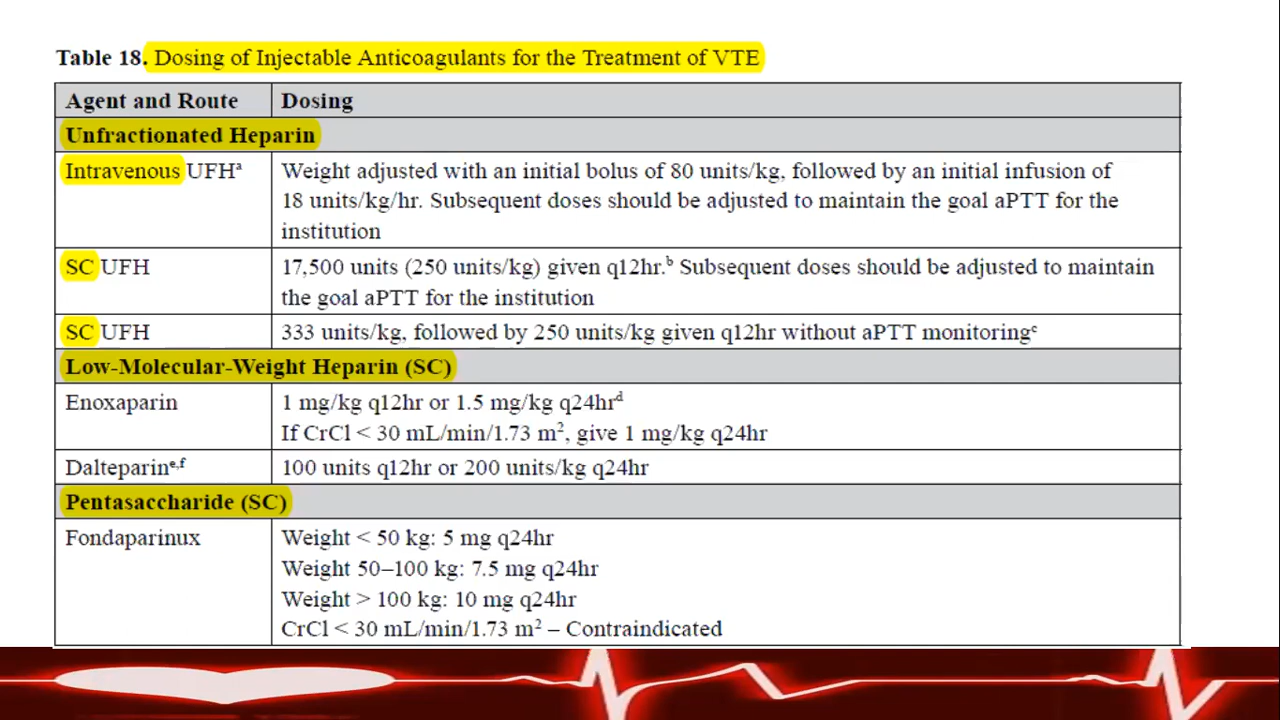 Table 18. Dosing of Injectable Anticoagulants for the Treatment of VTE
Agent and Route Dosing
Unfractionated Heparin
Intravenous UFHᵃ Weight adjusted with an initial bolus of 80 units/kg, followed by an initial infusion of
18 units/kg/hr. Subsequent doses should be adjusted to maintain the goal aPTT for the
institution
SC UFH 17,500 units (250 units/kg) given q12hr.ᵇ Subsequent doses should be adjusted to maintain
the goal aPTT for the institution
SC UFH 333 units/kg, followed by 250 units/kg given q12hr without aPTT monitoringᶜ
Low-Molecular-Weight Heparin (SC)
Enoxaparin 1 mg/kg q12hr or 1.5 mg/kg q24hrᵈ
If CrCl < 30 mL/min/1.73 m², give 1 mg/kg q24hr
Dalteparinᵉ,ᶠ 100 units q12hr or 200 units/kg q24hr
Pentasaccharide (SC)
Fondaparinux Weight < 50 kg: 5 mg q24hr
Weight 50–100 kg: 7.5 mg q24hr
Weight > 100 kg: 10 mg q24hr
CrCl < 30 mL/min/1.73 m² – Contraindicated